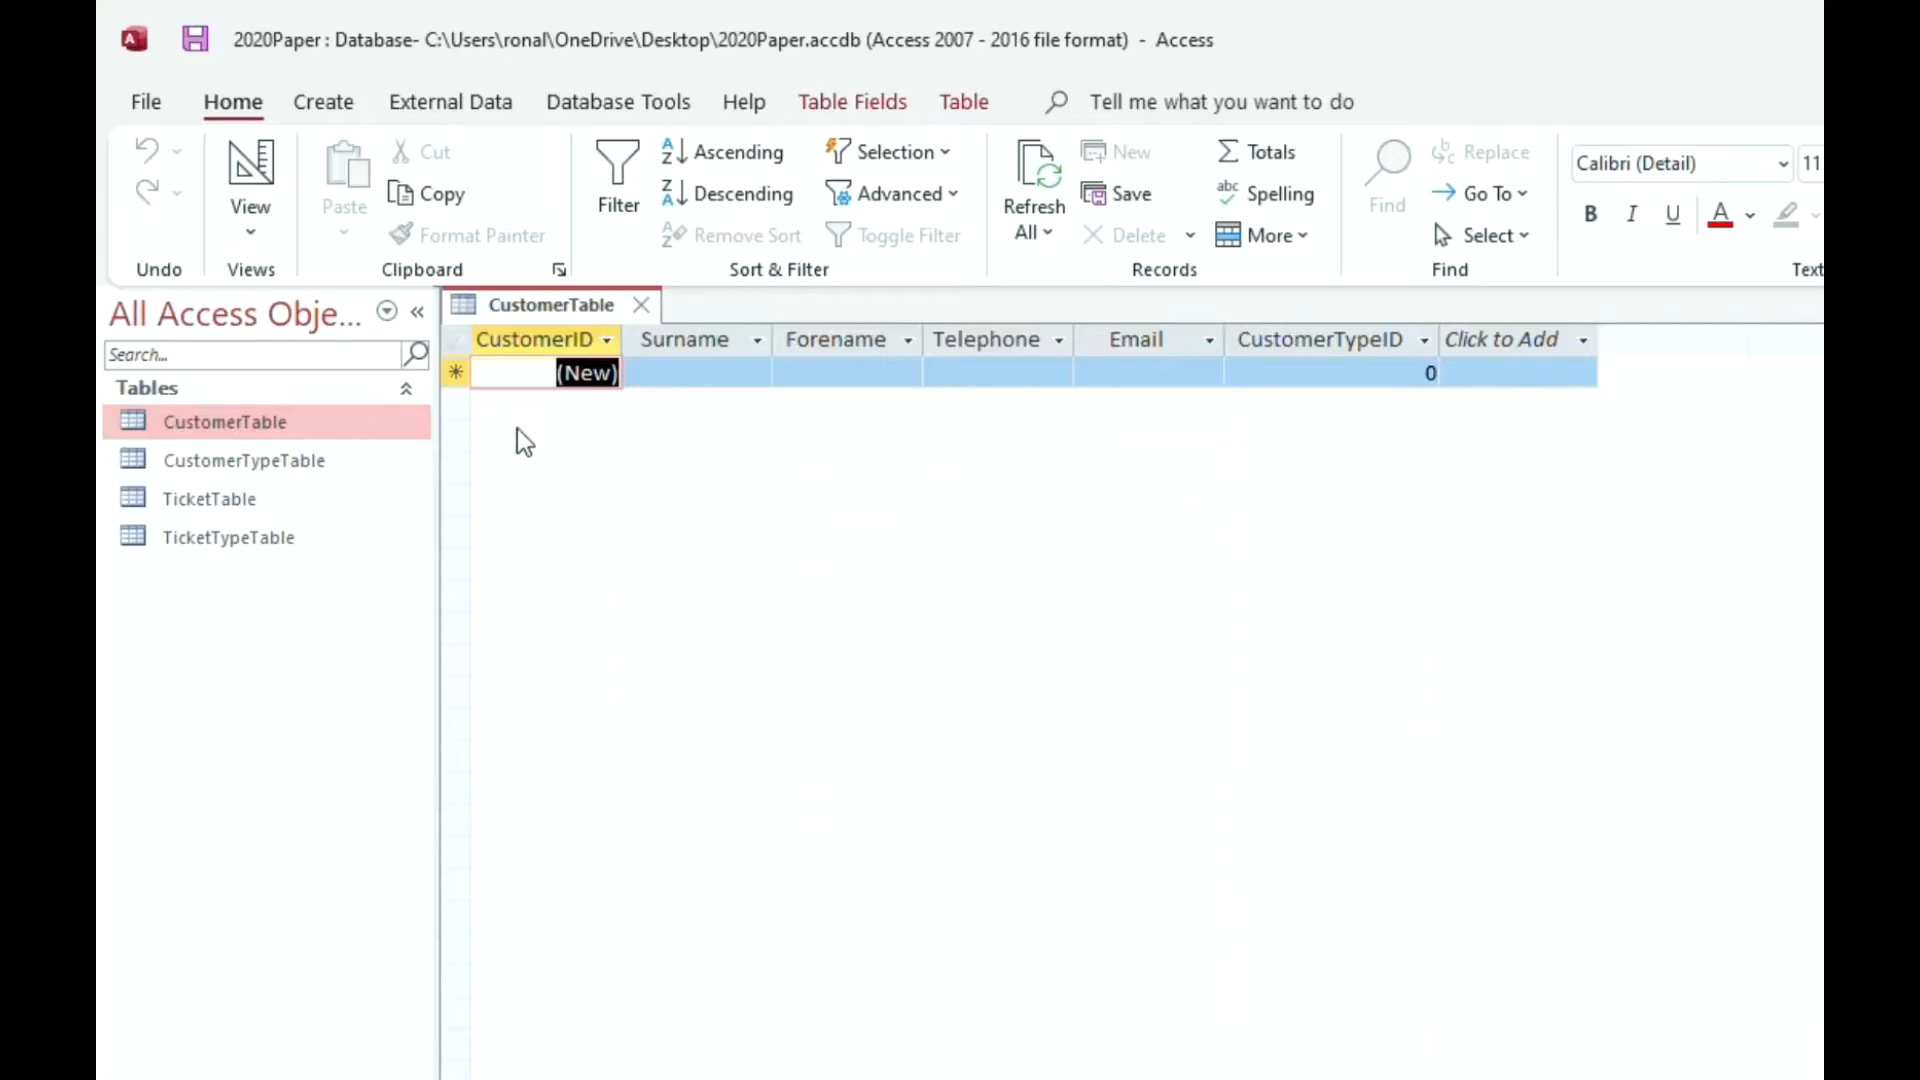 2020Paper : Database- C:\Users\ronal\OneDrive\Desktop\2020Paper.accdb (Access 2007 - 2016 file format) - Access
File Home Create External Data Database Tools Help Table Fields Table Tell me what you want to do
View
Paste
Cut
Copy
Format Painter
Filter
Ascending
Descending
Remove Sort
Selection
Advanced
Toggle Filter
Refresh
All
New
Save
Delete
Totals
Spelling
More
Find
Replace
Go To
Select
Calibri (Detail) 11
B I U A
Undo Views Clipboard Sort & Filter Records Find Text
All Access Obje...
Search...
Tables
CustomerTable
CustomerTypeTable
TicketTable
TicketTypeTable
CustomerTable
CustomerID Surname Forename Telephone Email CustomerTypeID Click to Add
(New) 0